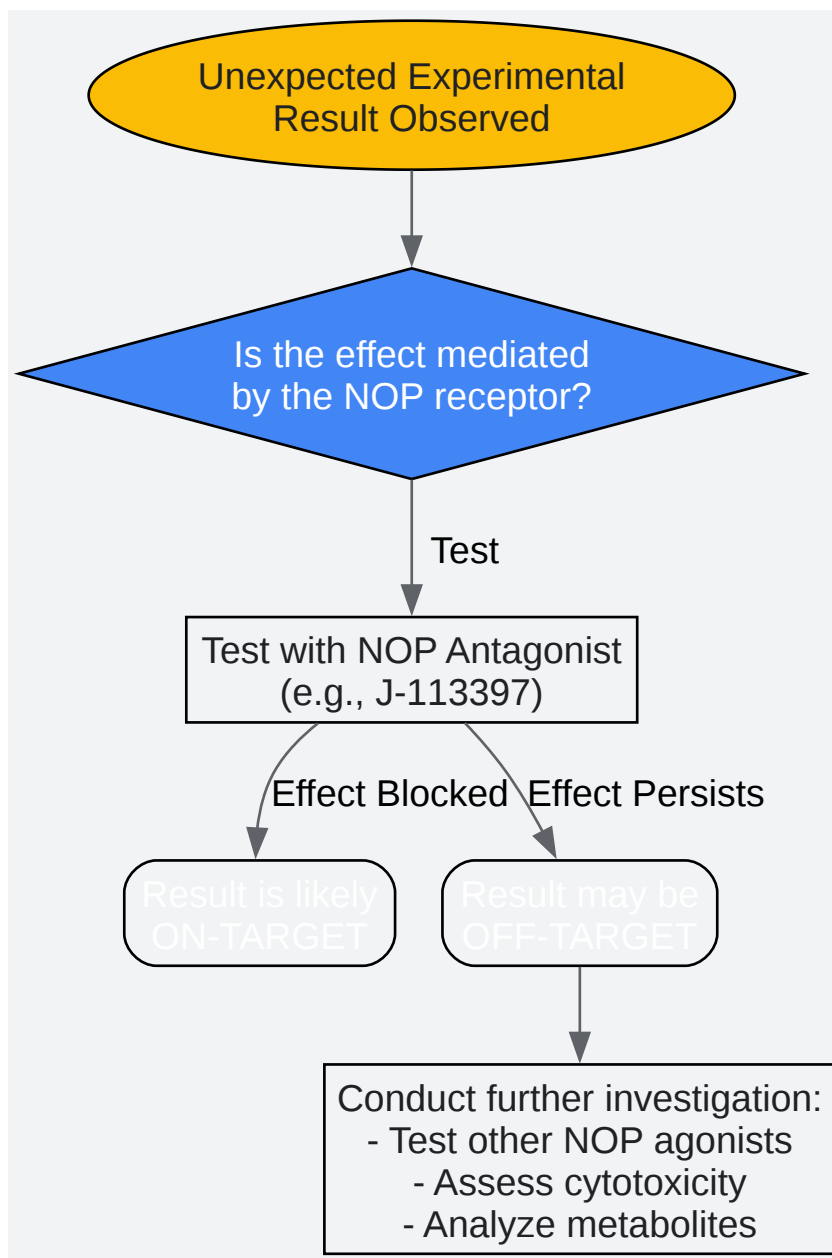 Unexpected Experimental
Result Observed
Is the effect mediated
by the NOP receptor?
Test
Test with NOP Antagonist
(e.g., J-113397)
Effect Blocked
Effect Persists
Result is likely
ON-TARGET
Result may be
OFF-TARGET
Conduct further investigation:
- Test other NOP agonists
- Assess cytotoxicity
- Analyze metabolites